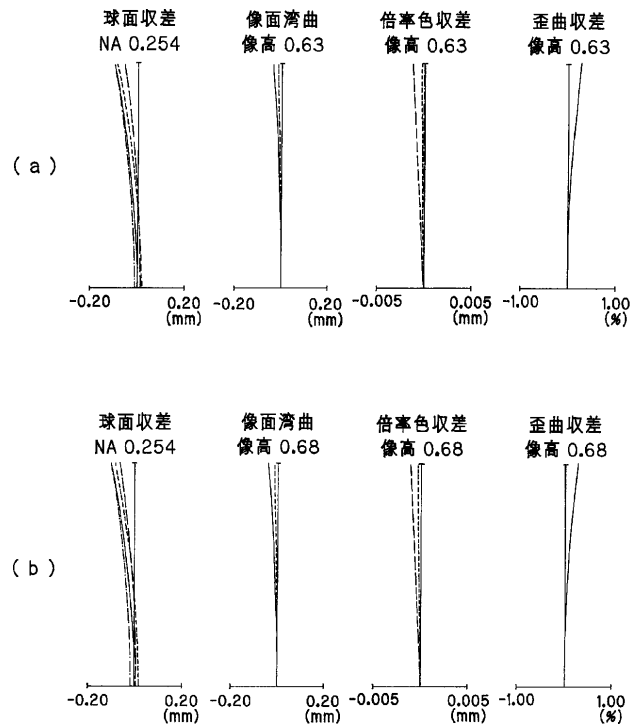 球面収差 像面湾曲 倍率色収差 歪曲収差
NA 0.254 像高 0.63 像高 0.63 像高 0.63
(a)
-0.20 0.20 -0.20 0.20 -0.005 0.005 -1.00 1.00
(mm) (mm) (mm) (%)
球面収差 像面湾曲 倍率色収差 歪曲収差
NA 0.254 像高 0.68 像高 0.68 像高 0.68
(b)
-0.20 0.20 -0.20 0.20 -0.005 0.005 -1.00 1.00
(mm) (mm) (mm) (%)